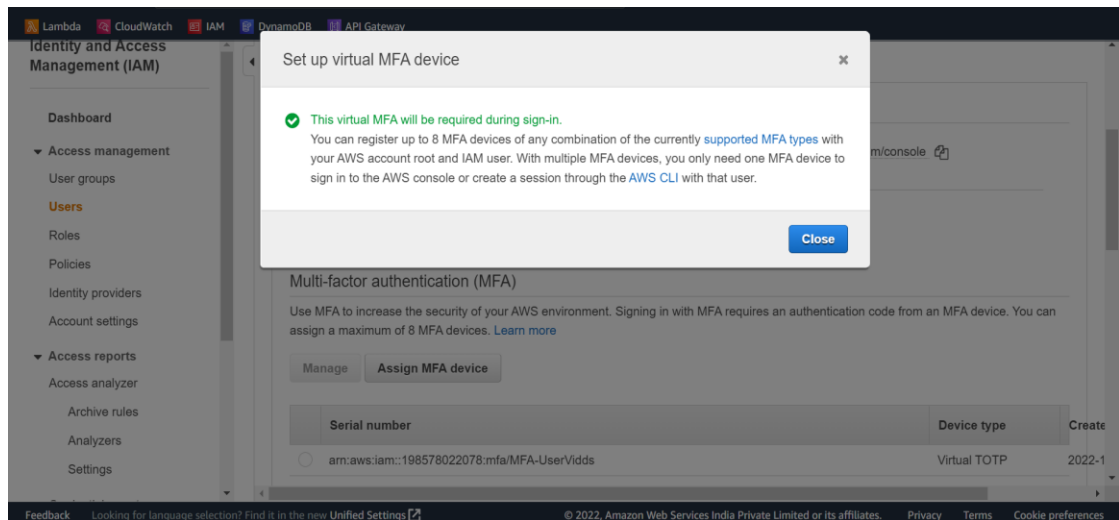 Lambda CloudWatch IAM DynamoDB API Gateway
Identity and Access
Management (IAM)
Dashboard
Access management
User groups
Users
Roles
Policies
Identity providers
Account settings
Access reports
Access analyzer
Archive rules
Analyzers
Settings
Set up virtual MFA device
This virtual MFA will be required during sign-in.
You can register up to 8 MFA devices of any combination of the currently supported MFA types with
your AWS account root and IAM user. With multiple MFA devices, you only need one MFA device to
sign in to the AWS console or create a session through the AWS CLI with that user.
Close
m/console
Multi-factor authentication (MFA)
Use MFA to increase the security of your AWS environment. Signing in with MFA requires an authentication code from an MFA device. You can
assign a maximum of 8 MFA devices. Learn more
Manage Assign MFA device
Serial number Device type Create
arn:aws:iam::198578022078:mfa/MFA-UserVidds Virtual TOTP 2022-1
Feedback Looking for language selection? Find it in the new Unified Settings © 2022, Amazon Web Services India Private Limited or its affiliates. Privacy Terms Cookie preferences